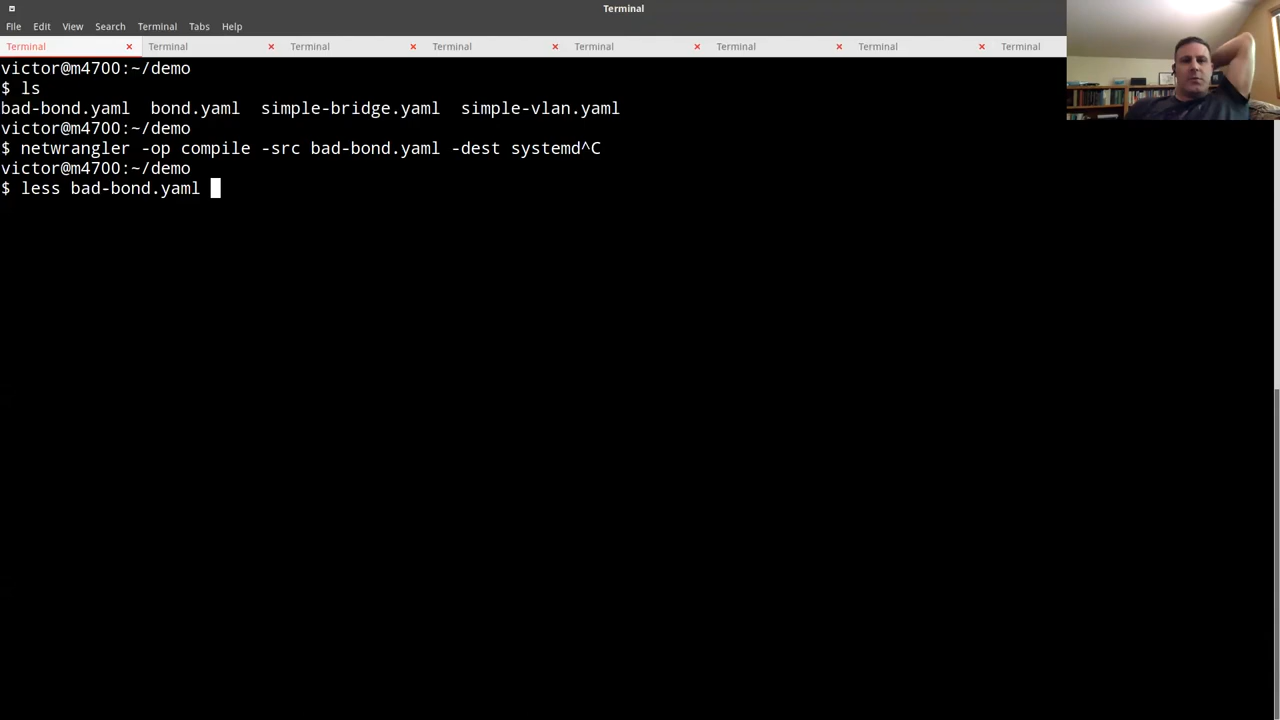 Terminal
File Edit View Search Terminal Tabs Help
Terminal × Terminal × Terminal × Terminal × Terminal × Terminal × Terminal × Terminal
victor@m4700:~/demo
$ ls
bad-bond.yaml  bond.yaml  simple-bridge.yaml  simple-vlan.yaml
victor@m4700:~/demo
$ netwrangler -op compile -src bad-bond.yaml -dest systemd^C
victor@m4700:~/demo
$ less bad-bond.yaml